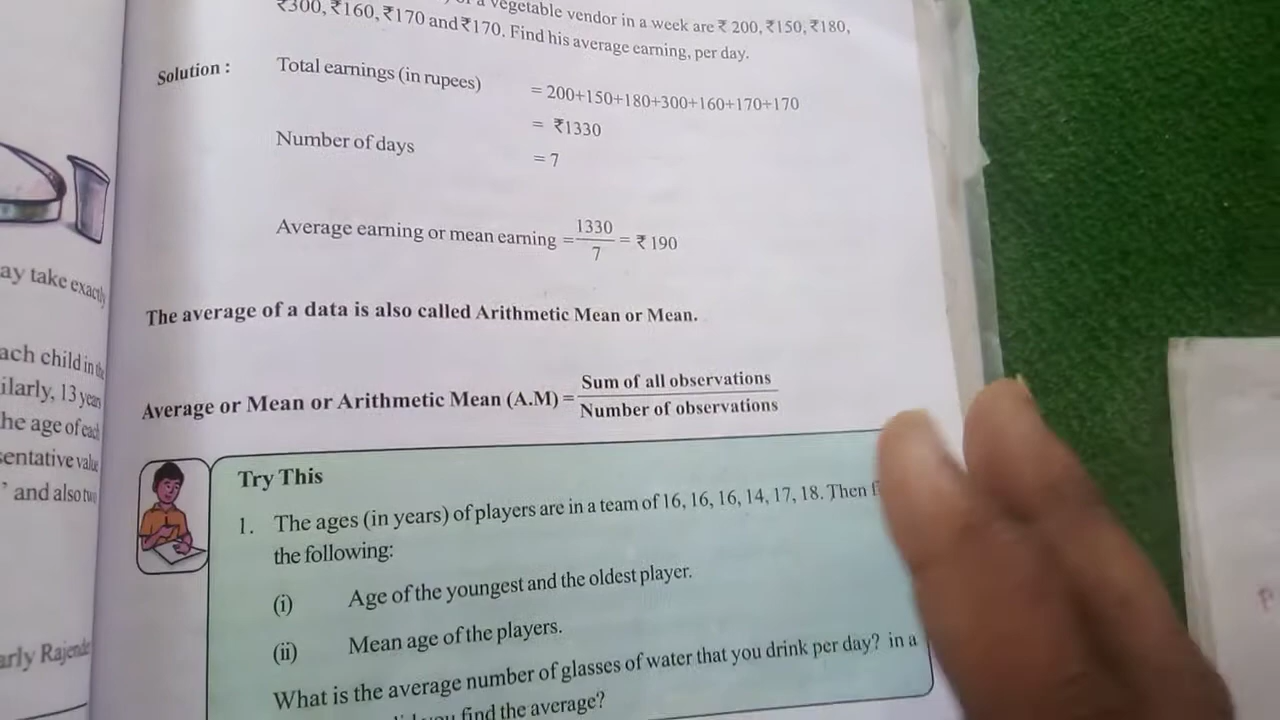 a vegetable vendor in a week are ₹ 200, ₹150, ₹180,
₹300, ₹160, ₹170 and ₹170. Find his average earning, per day.
Solution : Total earnings (in rupees) = 200+150+180+300+160+170+170
= ₹1330
Number of days = 7
Average earning or mean earning = 1330/7 = ₹ 190
The average of a data is also called Arithmetic Mean or Mean.
Average or Mean or Arithmetic Mean (A.M) = Sum of all observations / Number of observations
Try This
1. The ages (in years) of players are in a team of 16, 16, 16, 14, 17, 18. Then
the following:
(i) Age of the youngest and the oldest player.
(ii) Mean age of the players.
What is the average number of glasses of water that you drink per day? in a
you find the average?
ay take exactly
ach child in the
ilarly, 13 years
he age of each
sentative value
' and also two
arly